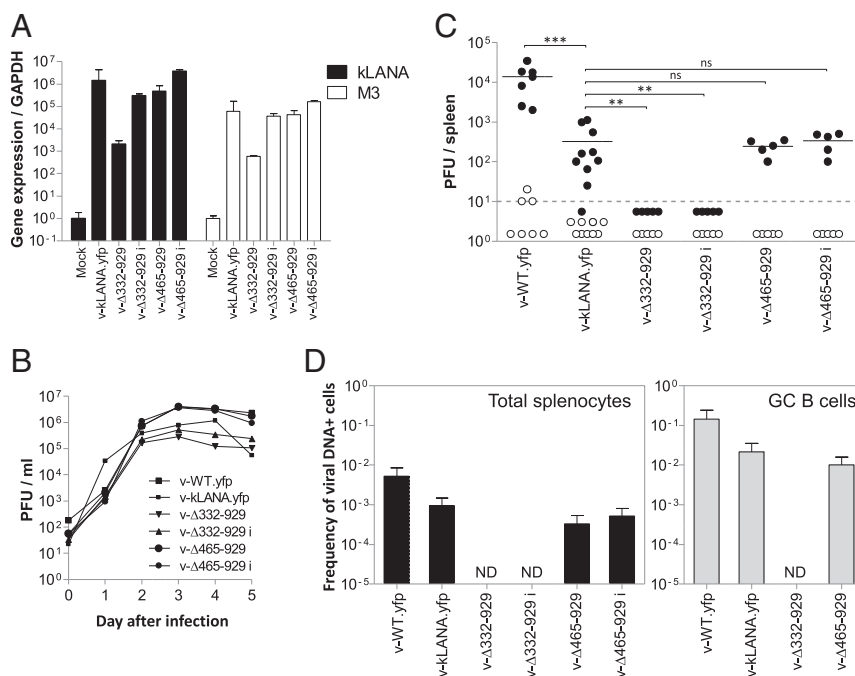 A
Gene expression / GAPDH
10^7
10^6
10^5
10^4
10^3
10^2
10^1
10^0
10^-1
kLANA
M3
Mock
v-kLANA.yfp
v-Δ332-929
v-Δ332-929 i
v-Δ465-929
v-Δ465-929 i
Mock
v-kLANA.yfp
v-Δ332-929
v-Δ332-929 i
v-Δ465-929
v-Δ465-929 i
B
PFU / ml
10^7
10^6
10^5
10^4
10^3
10^2
10^1
10^0
0 1 2 3 4 5
Day after infection
v-WT.yfp
v-kLANA.yfp
v-Δ332-929
v-Δ332-929 i
v-Δ465-929
v-Δ465-929 i
C
PFU / spleen
10^5
10^4
10^3
10^2
10^1
10^0
***
ns
ns
**
**
v-WT.yfp
v-kLANA.yfp
v-Δ332-929
v-Δ332-929 i
v-Δ465-929
v-Δ465-929 i
D
Frequency of viral DNA+ cells
Total splenocytes
10^0
10^-1
10^-2
10^-3
10^-4
10^-5
ND
ND
v-WT.yfp
v-kLANA.yfp
v-Δ332-929
v-Δ332-929 i
v-Δ465-929
v-Δ465-929 i
GC B cells
10^0
10^-1
10^-2
10^-3
10^-4
10^-5
ND
v-WT.yfp
v-kLANA.yfp
v-Δ332-929
v-Δ465-929